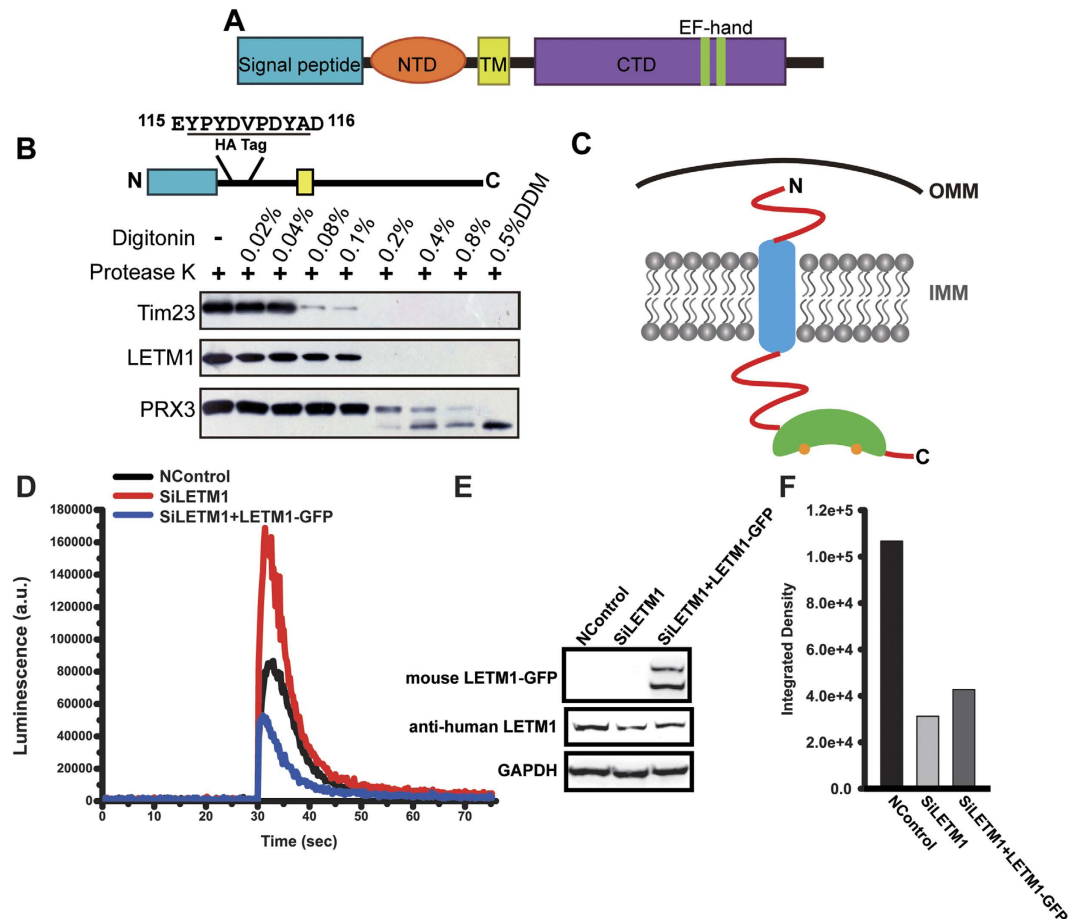 A
EF-hand
Signal peptide
NTD
TM
CTD
115 EYPYDVPDYAD 116
HA Tag
B
N
C
Digitonin
-
0.02%
0.04%
0.08%
0.1%
0.2%
0.4%
0.8%
0.5%DDM
Protease K
+ + + + + + + + +
Tim23
LETM1
PRX3
C
N
OMM
IMM
C
D
NControl
SiLETM1
SiLETM1+LETM1-GFP
Luminescence (a.u.)
180000
160000
140000
120000
100000
80000
60000
40000
20000
0
0 10 20 30 40 50 60 70
Time (sec)
E
NControl
SiLETM1
SiLETM1+LETM1-GFP
mouse LETM1-GFP
anti-human LETM1
GAPDH
F
Integrated Density
1.2e+5
1.0e+5
8.0e+4
6.0e+4
4.0e+4
2.0e+4
0.0
NControl
SiLETM1
SiLETM1+LETM1-GFP